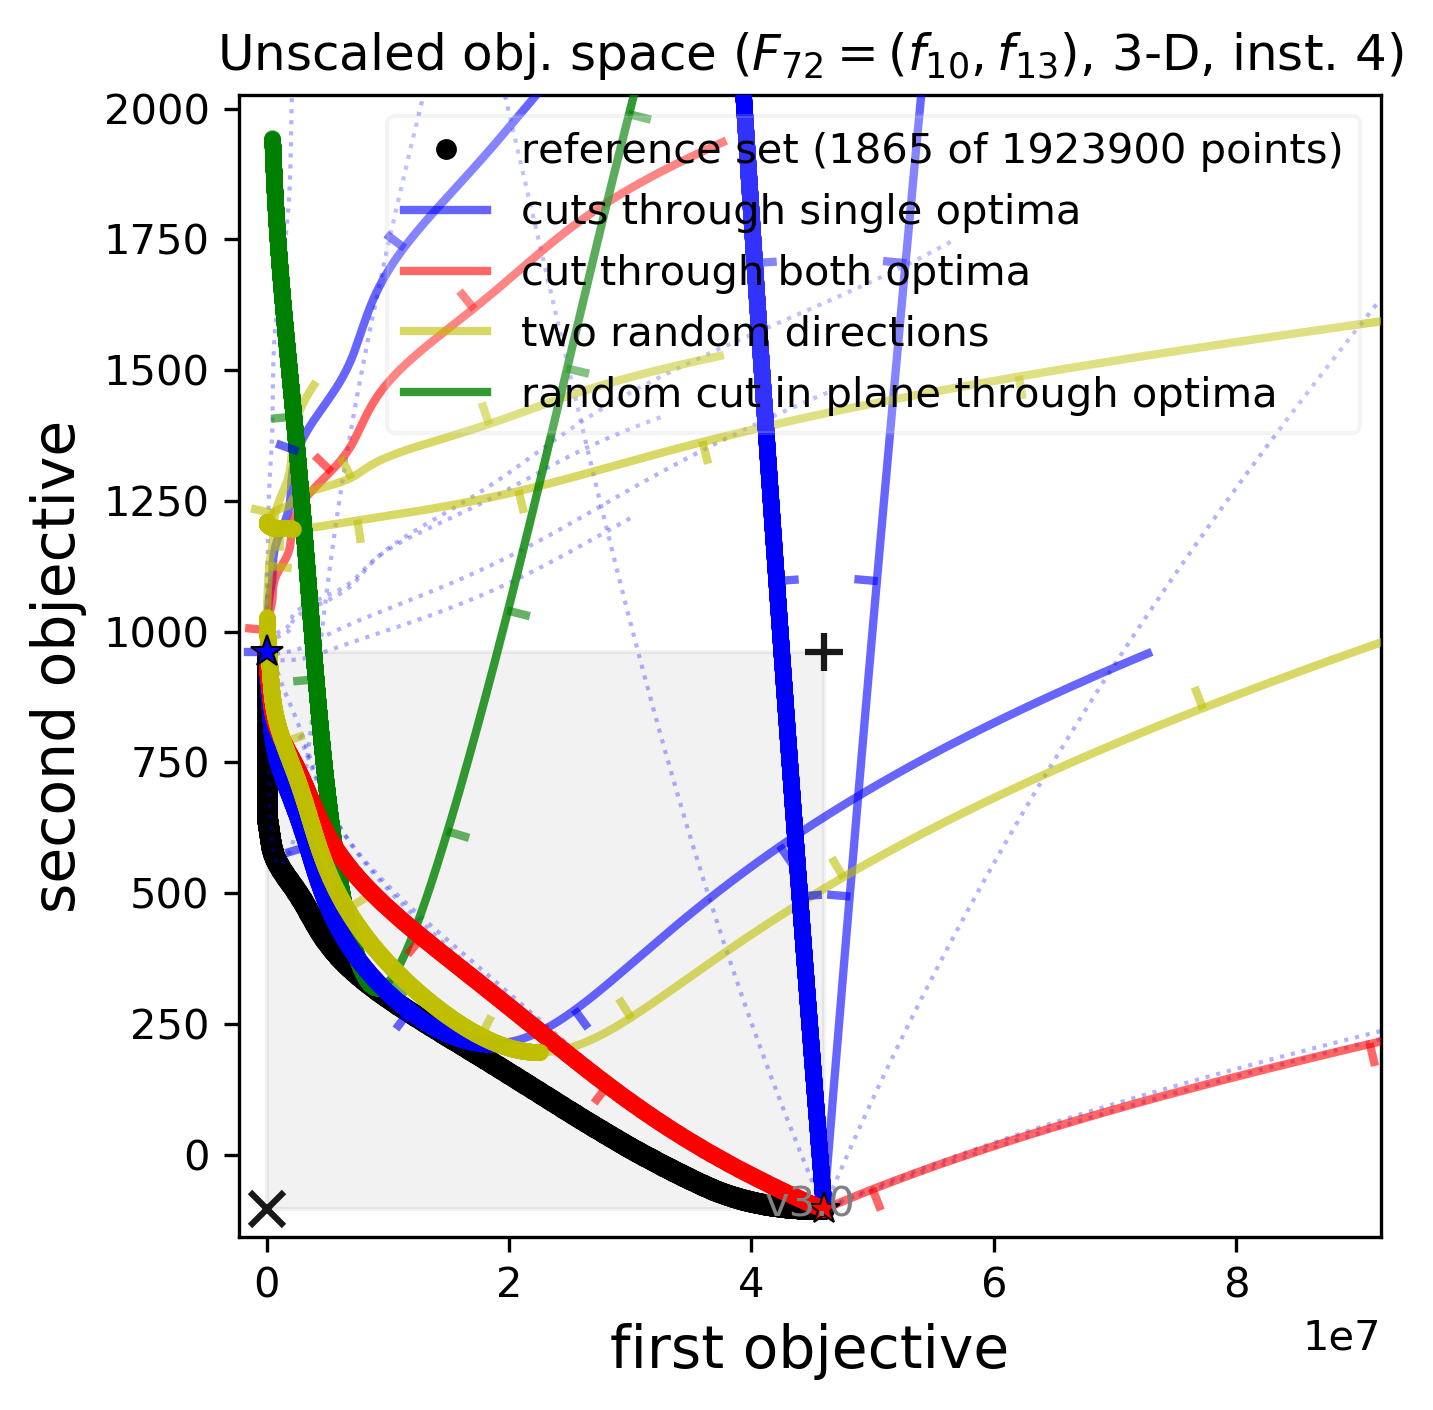 Unscaled obj. space (F₇₂ = (f₁₀, f₁₃), 3-D, inst. 4)
reference set (1865 of 1923900 points)
cuts through single optima
cut through both optima
two random directions
random cut in plane through optima
second objective
2000
1750
1500
1250
1000
750
500
250
0
v3.0
0 2 4 6 8
1e7
first objective